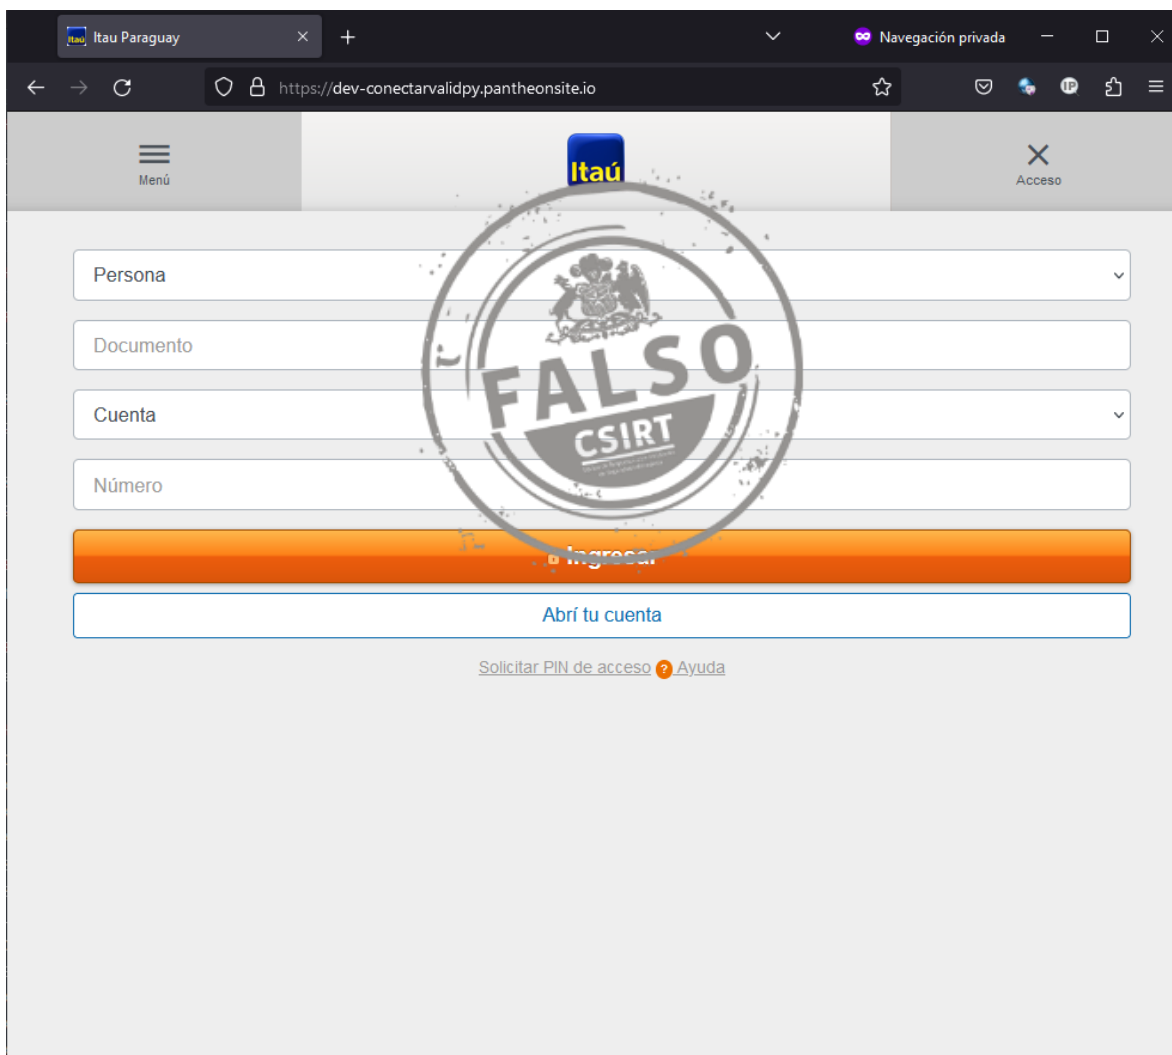 Itau Paraguay
Navegación privada
https://dev-conectarvalidpy.pantheonsite.io
Menú
Itaú
Acceso
Persona
Documento
FALSO
Cuenta
CSIRT
Número
Ingresar
Abrí tu cuenta
Solicitar PIN de acceso ? Ayuda